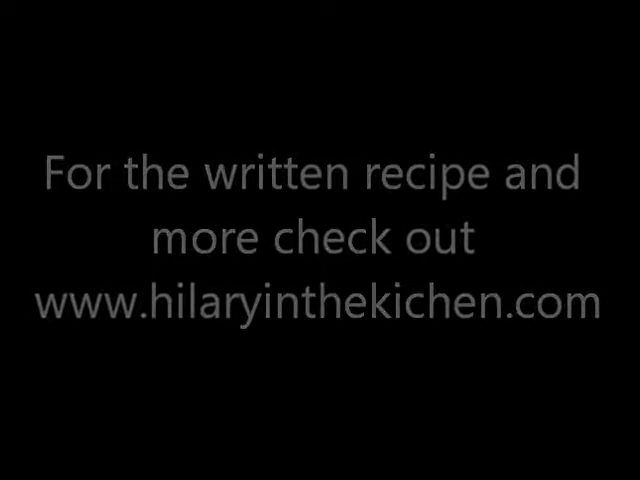 For the written recipe and
more check out
www.hilaryinthekichen.com